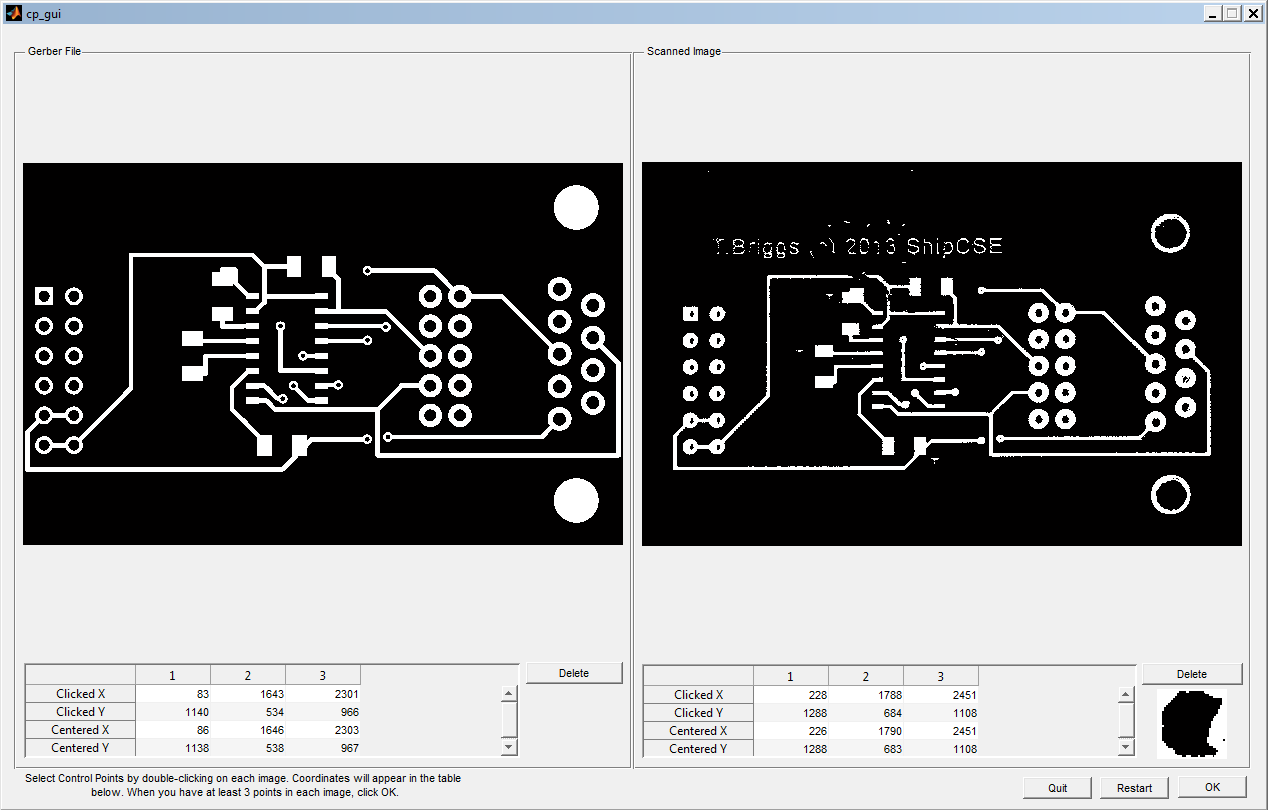 cp_gui
Gerber File
Scanned Image
T.Briggs (c) 2013 ShipCSE
1 2 3
Clicked X 83 1643 2301
Clicked Y 1140 534 966
Centered X 86 1646 2303
Centered Y 1138 538 967
Delete
1 2 3
Clicked X 228 1788 2451
Clicked Y 1288 684 1108
Centered X 226 1790 2451
Centered Y 1288 683 1108
Delete
Select Control Points by double-clicking on each image. Coordinates will appear in the table
below. When you have at least 3 points in each image, click OK.
Quit Restart OK